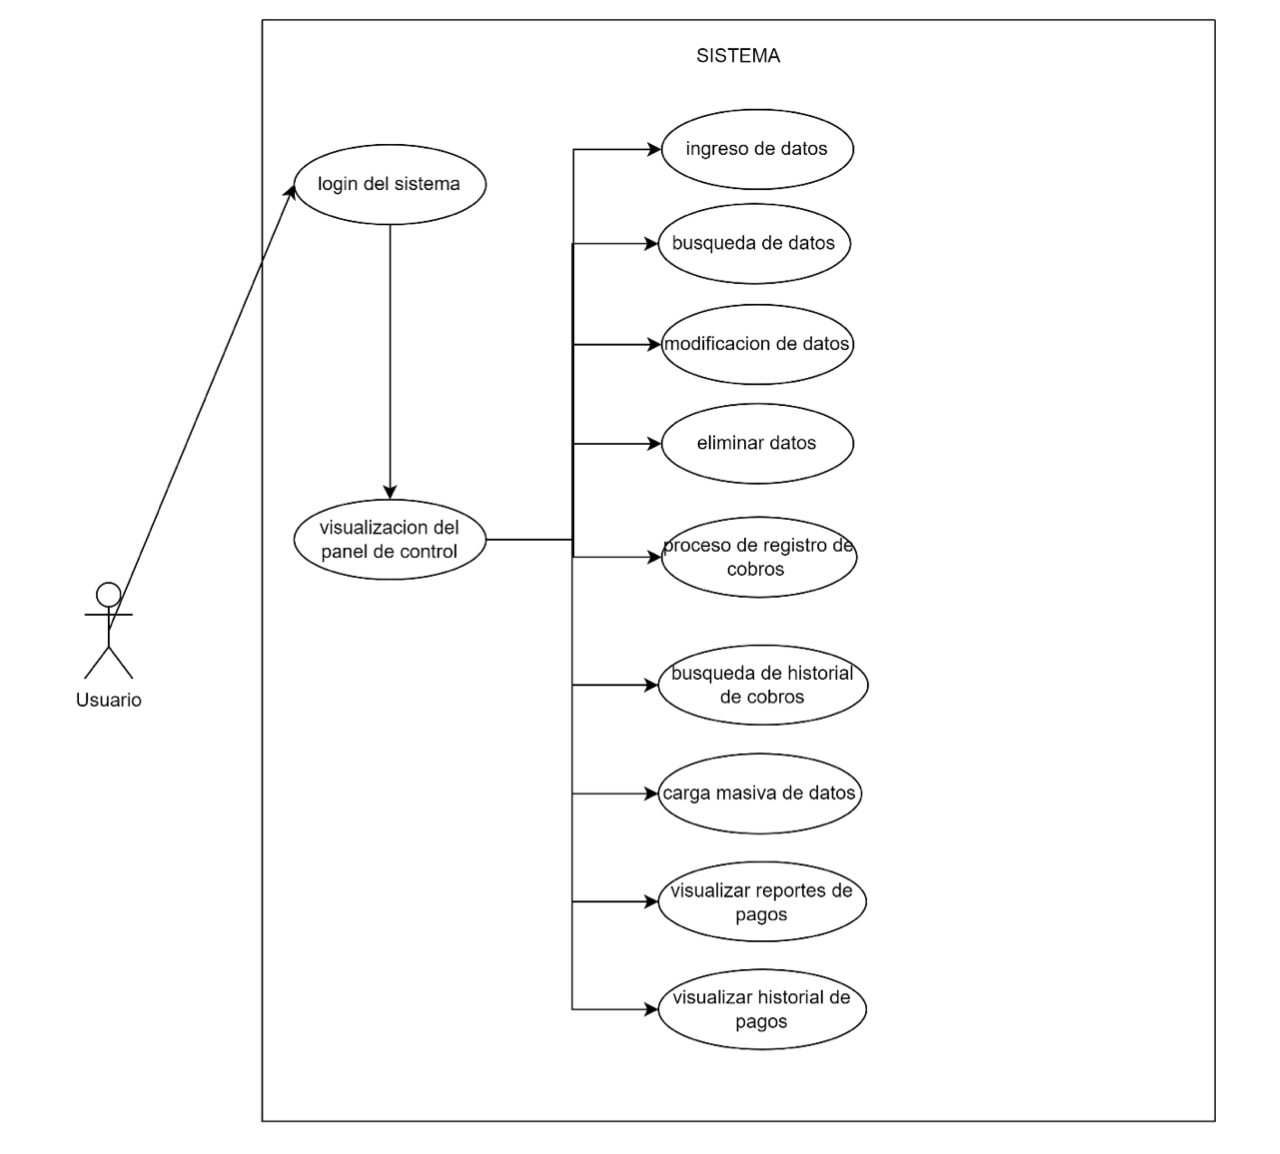 SISTEMA
login del sistema
visualizacion del
panel de control
Usuario
ingreso de datos
busqueda de datos
modificacion de datos
eliminar datos
proceso de registro de
cobros
busqueda de historial
de cobros
carga masiva de datos
visualizar reportes de
pagos
visualizar historial de
pagos